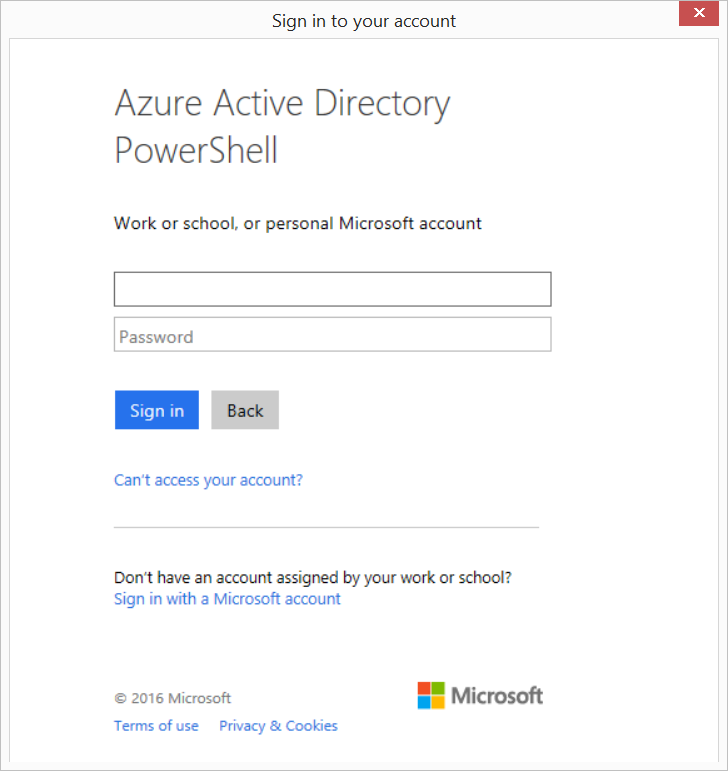 Sign in to your account
Azure Active Directory
PowerShell
Work or school, or personal Microsoft account
Password
Sign in
Back
Can't access your account?
Don't have an account assigned by your work or school?
Sign in with a Microsoft account
© 2016 Microsoft
Microsoft
Terms of use
Privacy & Cookies